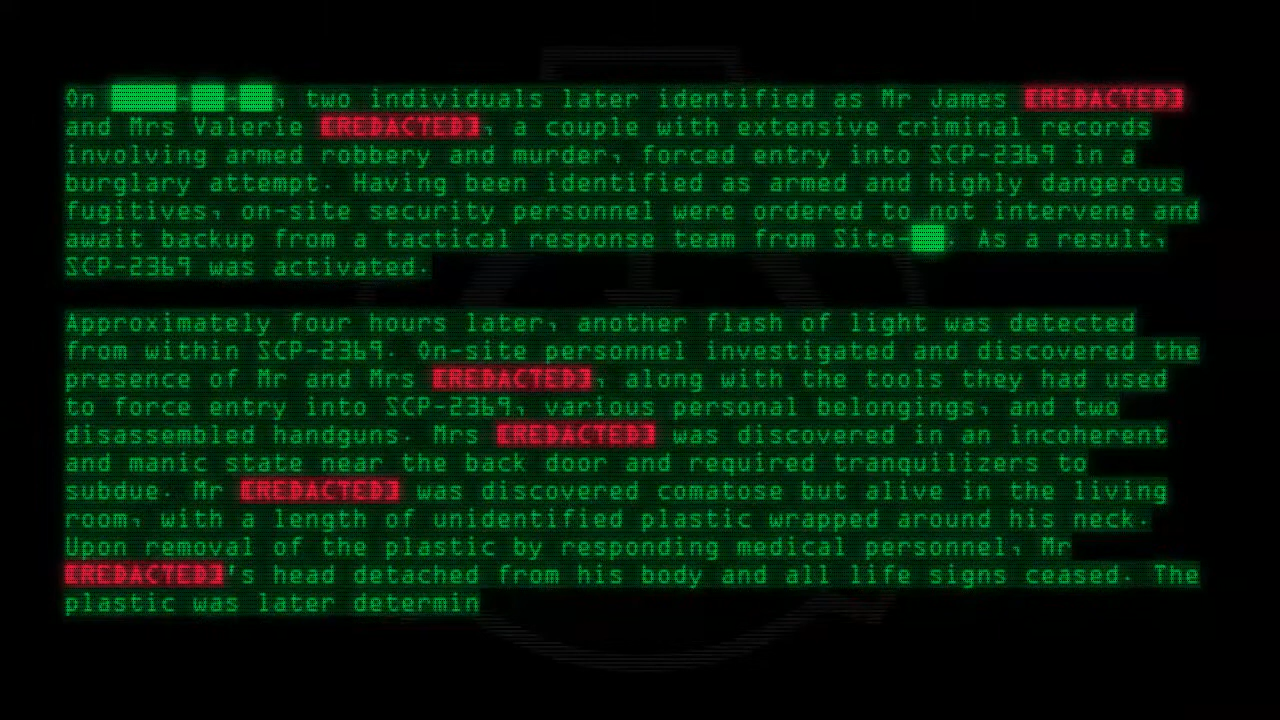 On ████-██-██, two individuals later identified as Mr James [REDACTED]
and Mrs Valerie [REDACTED], a couple with extensive criminal records
involving armed robbery and murder, forced entry into SCP-2369 in a
burglary attempt. Having been identified as armed and highly dangerous
fugitives, on-site security personnel were ordered to not intervene and
await backup from a tactical response team from Site-██. As a result,
SCP-2369 was activated.
Approximately four hours later, another flash of light was detected
from within SCP-2369. On-site personnel investigated and discovered the
presence of Mr and Mrs [REDACTED], along with the tools they had used
to force entry into SCP-2369, various personal belongings, and two
disassembled handguns. Mrs [REDACTED] was discovered in an incoherent
and manic state near the back door and required tranquilizers to
subdue. Mr [REDACTED] was discovered comatose but alive in the living
room, with a length of unidentified plastic wrapped around his neck.
Upon removal of the plastic by responding medical personnel, Mr
[REDACTED]'s head detached from his body and all life signs ceased. The
plastic was later determin